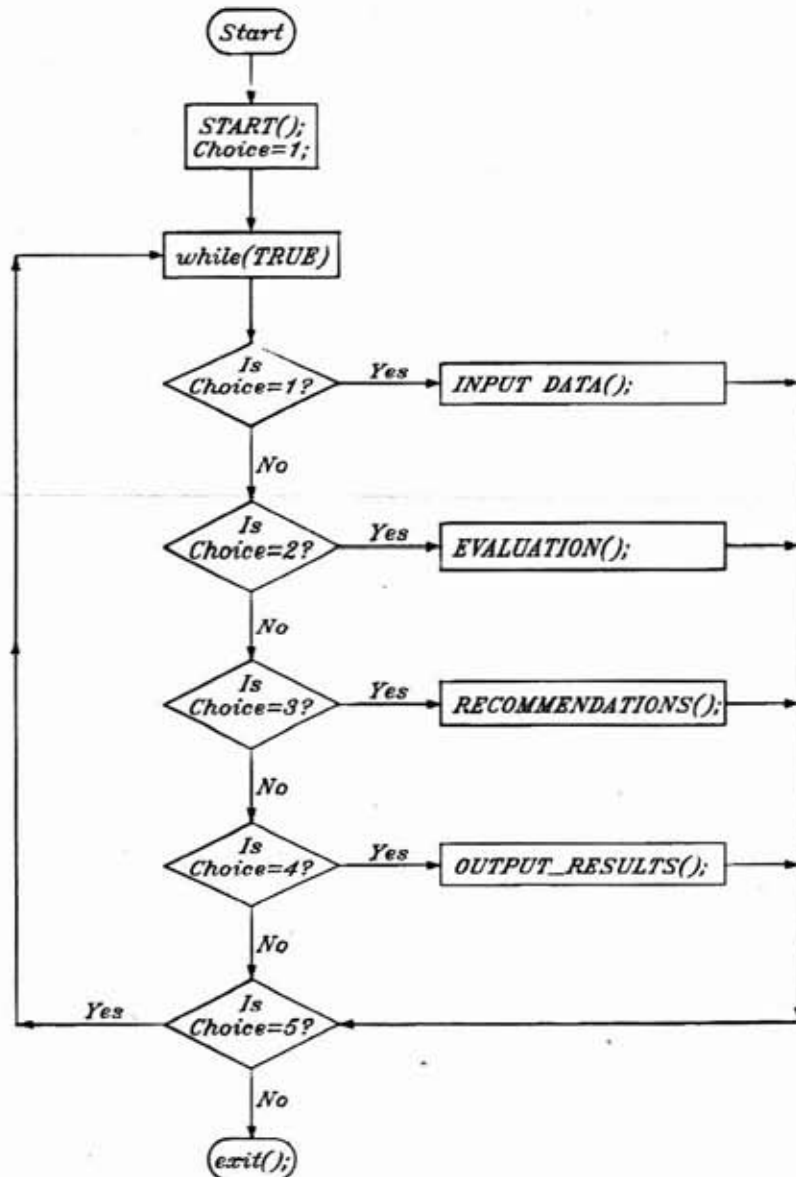 Start
START();
Choice=1;
while(TRUE)
Is
Choice=1?
Yes
INPUT DATA();
No
Is
Choice=2?
Yes
EVALUATION();
No
Is
Choice=3?
Yes
RECOMMENDATIONS();
No
Is
Choice=4?
Yes
OUTPUT_RESULTS();
No
Is
Choice=5?
Yes
No
exit();